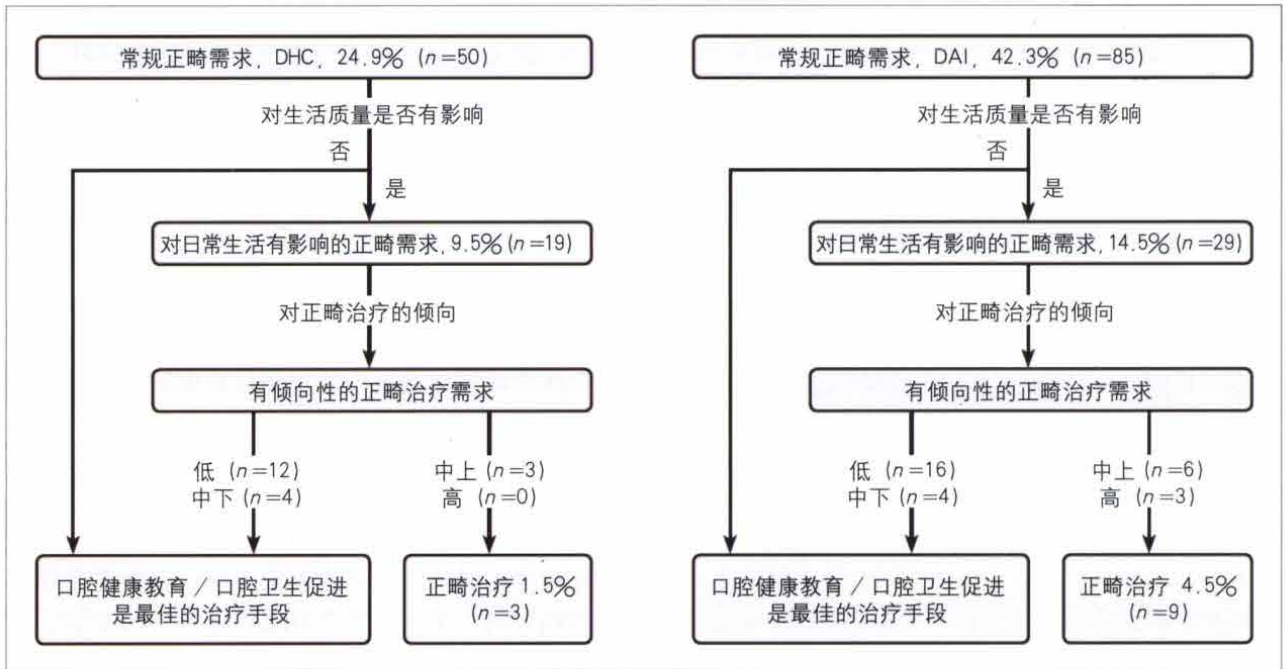 常规正畸需求, DHC, 24.9% (n=50)
对生活质量是否有影响
否
是
对日常生活有影响的正畸需求, 9.5% (n=19)
对正畸治疗的倾向
有倾向性的正畸治疗需求
低 (n=12)
中下 (n=4)
中上 (n=3)
高 (n=0)
口腔健康教育 / 口腔卫生促进
是最佳的治疗手段
正畸治疗 1.5%
(n=3)
常规正畸需求, DAI, 42.3% (n=85)
对生活质量是否有影响
否
是
对日常生活有影响的正畸需求, 14.5% (n=29)
对正畸治疗的倾向
有倾向性的正畸治疗需求
低 (n=16)
中下 (n=4)
中上 (n=6)
高 (n=3)
口腔健康教育 / 口腔卫生促进
是最佳的治疗手段
正畸治疗 4.5%
(n=9)